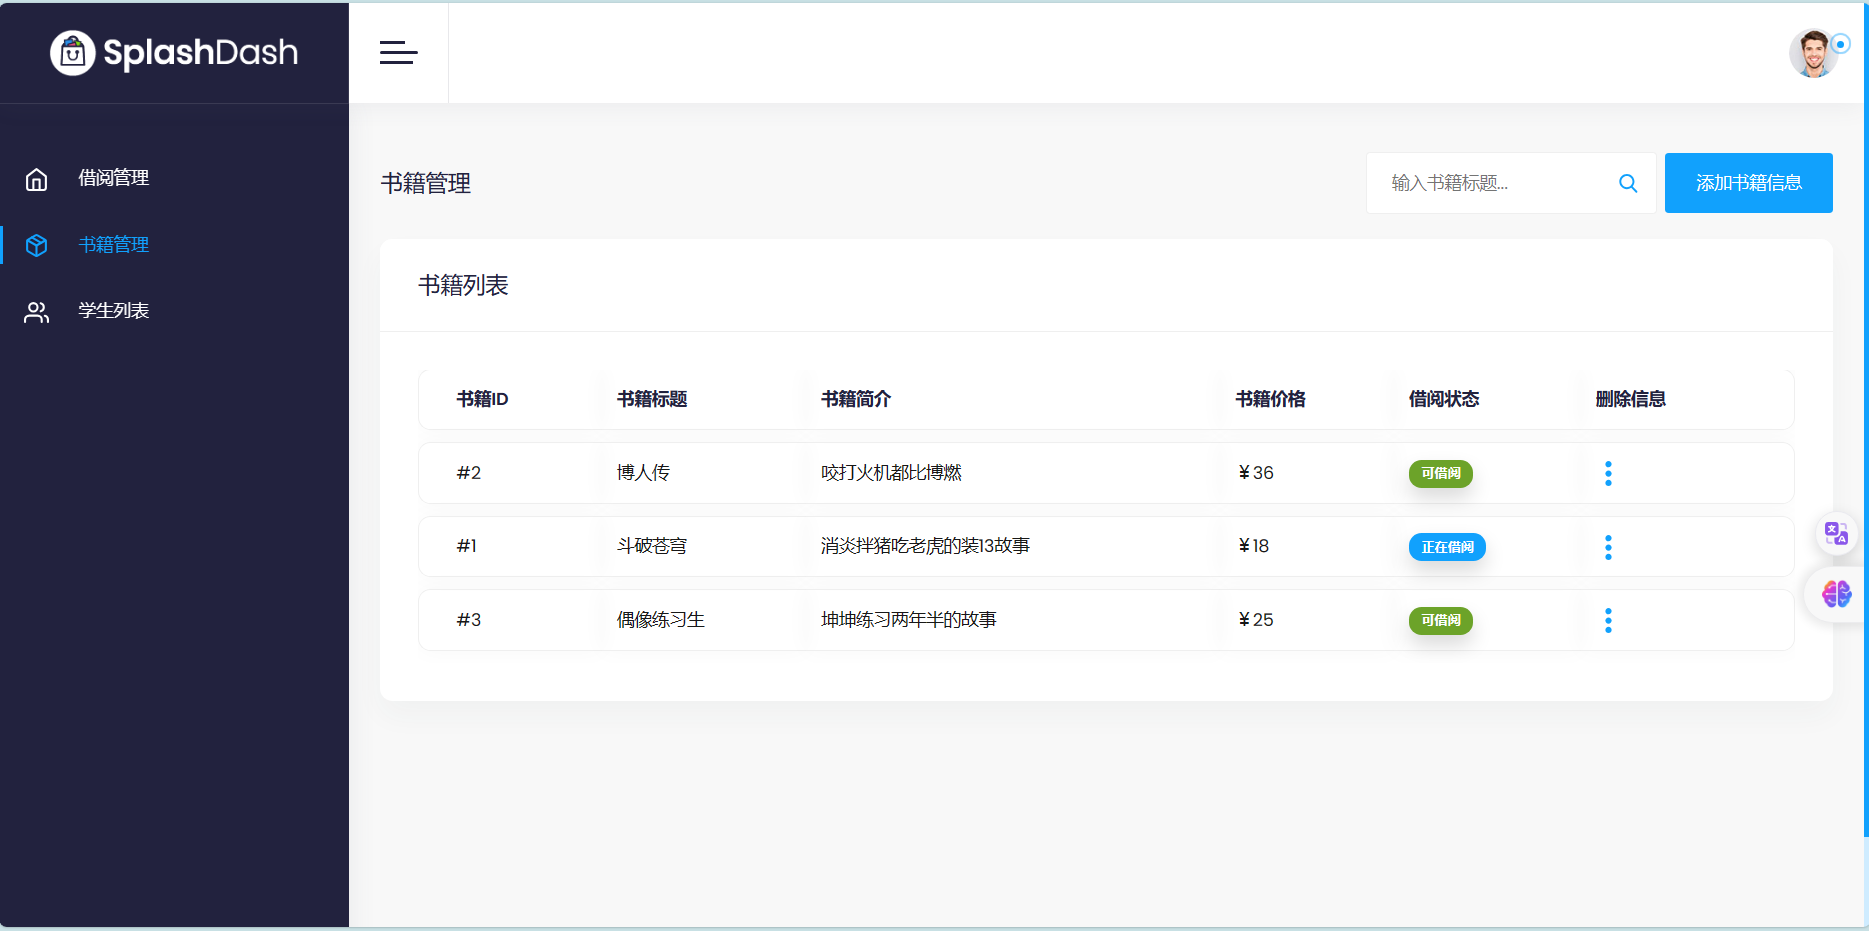 SplashDash
借阅管理
书籍管理
学生列表
书籍管理
输入书籍标题...
添加书籍信息
书籍列表
书籍ID 书籍标题 书籍简介 书籍价格 借阅状态 删除信息
#2 博人传 咬打火机都比博燃 ¥ 36 可借阅
#1 斗破苍穹 消炎拌猪吃老虎的装13故事 ¥ 18 正在借阅
#3 偶像练习生 坤坤练习两年半的故事 ¥ 25 可借阅